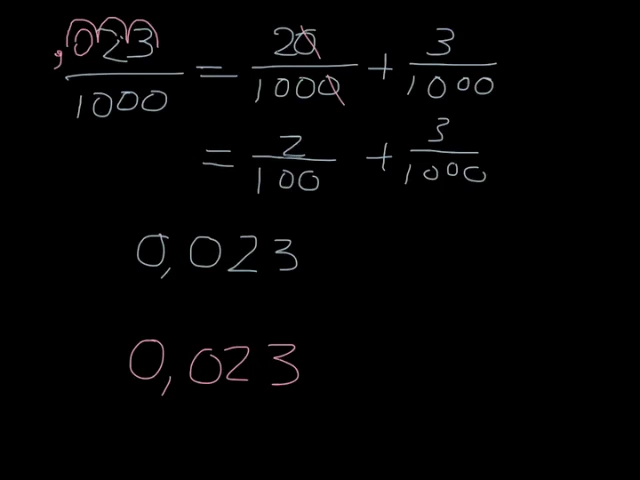 ,023/1000 = 20/1000 + 3/1000
= 2/100 + 3/1000
0,023
0,023